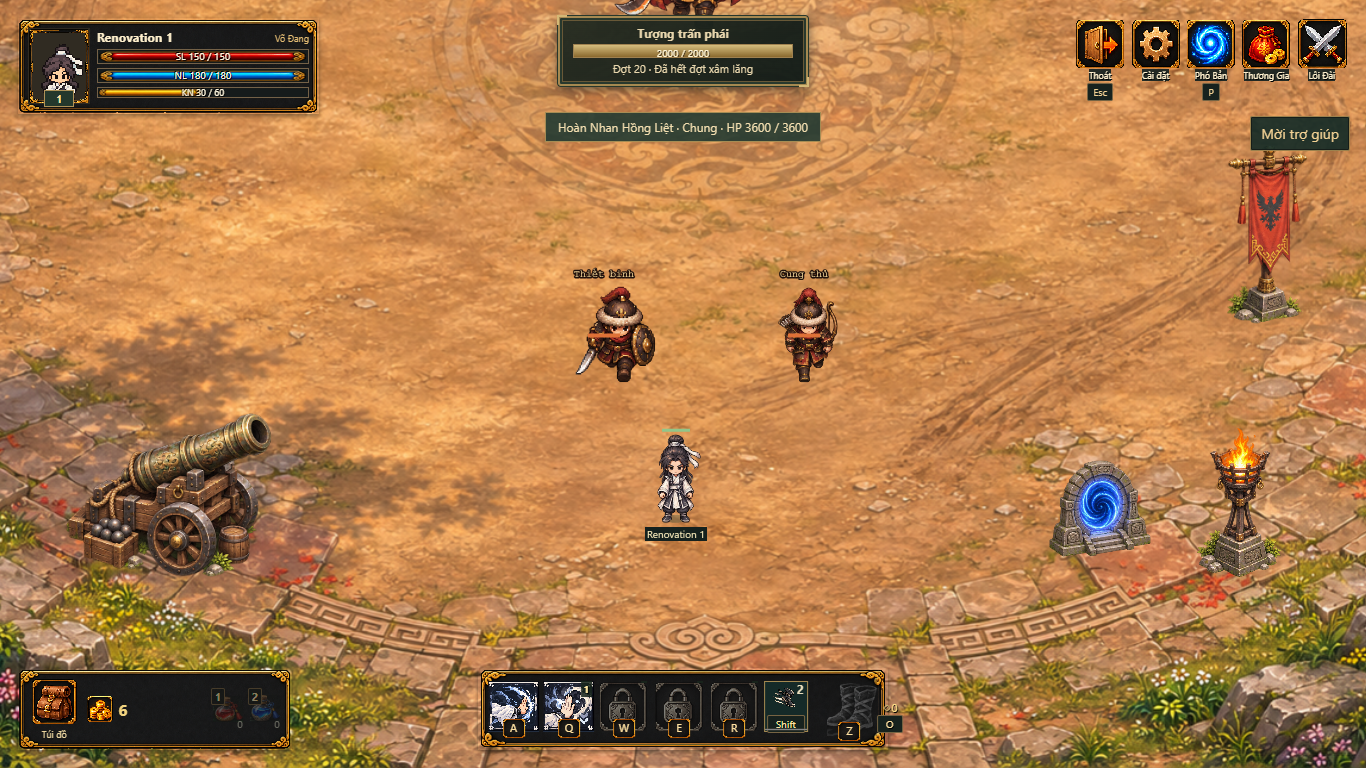 Renovation 1
Võ Đang
SL 150 / 150
NL 180 / 180
KN 30 / 60
1
Tượng trấn phái
2000 / 2000
Đợt 20 · Đã hết đợt xâm lăng
Hoàn Nhan Hồng Liệt · Chung · HP 3600 / 3600
Thoát
Cài đặt
Phó Bản
Thương Gia
Lôi Đài
Esc
P
Mời trợ giúp
Thiết binh
Cung thủ
Renovation 1
Túi đồ
6
1
0
2
0
A
1
Q
W
E
R
2
Shift
Z
0
O